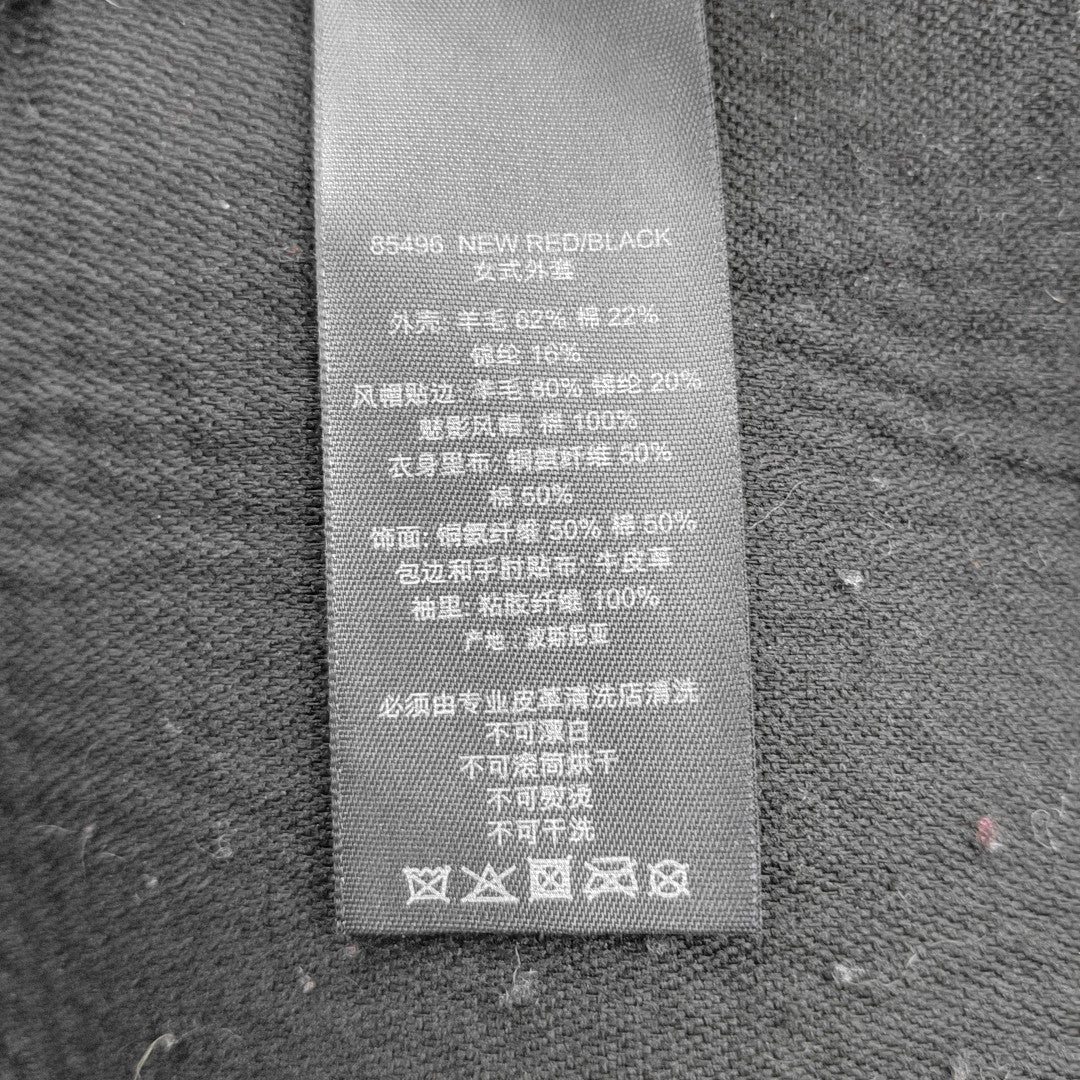 65496 NEW RED/BLACK
女式外套
外壳: 羊毛 62% 棉 22%
锦纶 16%
风帽贴边: 羊毛 80% 锦纶 20%
魅影风帽: 棉 100%
衣身里布: 铜氨纤维 50%
棉 50%
饰面: 铜氨纤维 50% 棉 50%
包边和手肘贴布: 牛皮革
袖里: 粘胶纤维 100%
产地: 波斯尼亚
必须由专业皮革清洗店清洗
不可漂白
不可滚筒烘干
不可熨烫
不可干洗